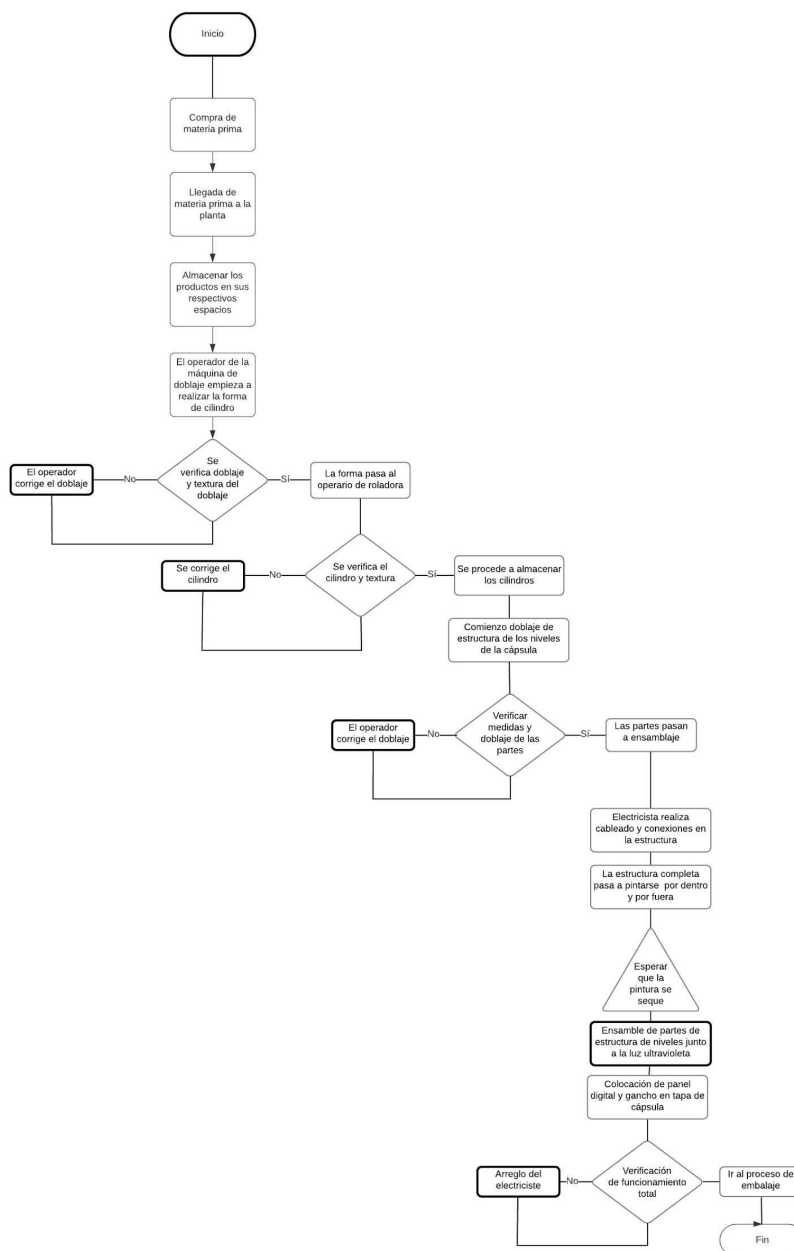 Inicio
Compra de
materia prima
Llegada de
materia prima a la
planta
Almacenar los
productos en sus
respectivos
espacios
El operador de la
máquina de
doblaje empieza a
realizar la forma
de cilindro
Se
verifica doblaje
y textura del
doblaje
No
El operador
corrige el doblaje
Sí
La forma pasa al
operario de roladora
Se verifica el
cilindro y textura
No
Se corrige el
cilindro
Sí
Se procede a almacenar
los cilindros
Comienzo doblaje de
estructura de los niveles
de la cápsula
Verificar
medidas y
doblaje de las
partes
No
El operador
corrige el doblaje
Sí
Las partes pasan
a ensamblaje
Electricista realiza
cableado y conexiones en
la estructura
La estructura completa
pasa a pintarse por dentro
y por fuera
Esperar
que la
pintura se
seque
Ensamble de partes de
estructura de niveles junto
a la luz ultravioleta
Colocación de panel
digital y gancho en tapa de
cápsula
Verificación
de funcionamiento
total
No
Arreglo del
electriciste
Ir al proceso de
embalaje
Fin